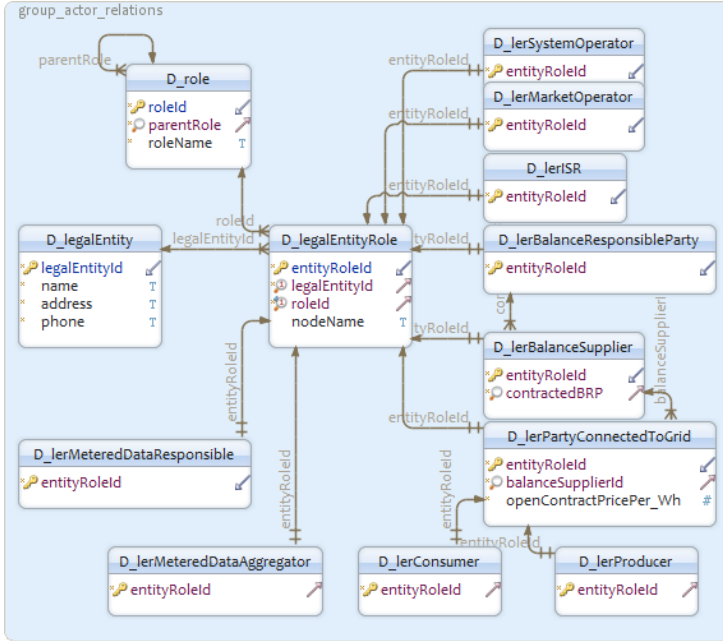 group_actor_relations
parentRole
D_role
roleId
parentRole
roleName T
entityRoleId
D_lerSystemOperator
entityRoleId
D_lerMarketOperator
entityRoleId
entityRoleId
D_lerISR
entityRoleId
entityRoleId
roleId
legalEntityId
D_legalEntity
legalEntityId
name T
address T
phone T
D_legalEntityRole
entityRoleId
legalEntityId
roleId
nodeName T
tyRoleId
D_lerBalanceResponsibleParty
entityRoleId
con
balanceSupplierI
tyRoleId
D_lerBalanceSupplier
entityRoleId
contractedBRP
entityRoleId
D_lerPartyConnectedToGrid
entityRoleId
balanceSupplierId
openContractPricePer_Wh #
entityRoleId
D_lerMeteredDataResponsible
entityRoleId
entityRoleId
entityRoleId
entityRoleId
D_lerMeteredDataAggregator
entityRoleId
D_lerConsumer
entityRoleId
D_lerProducer
entityRoleId